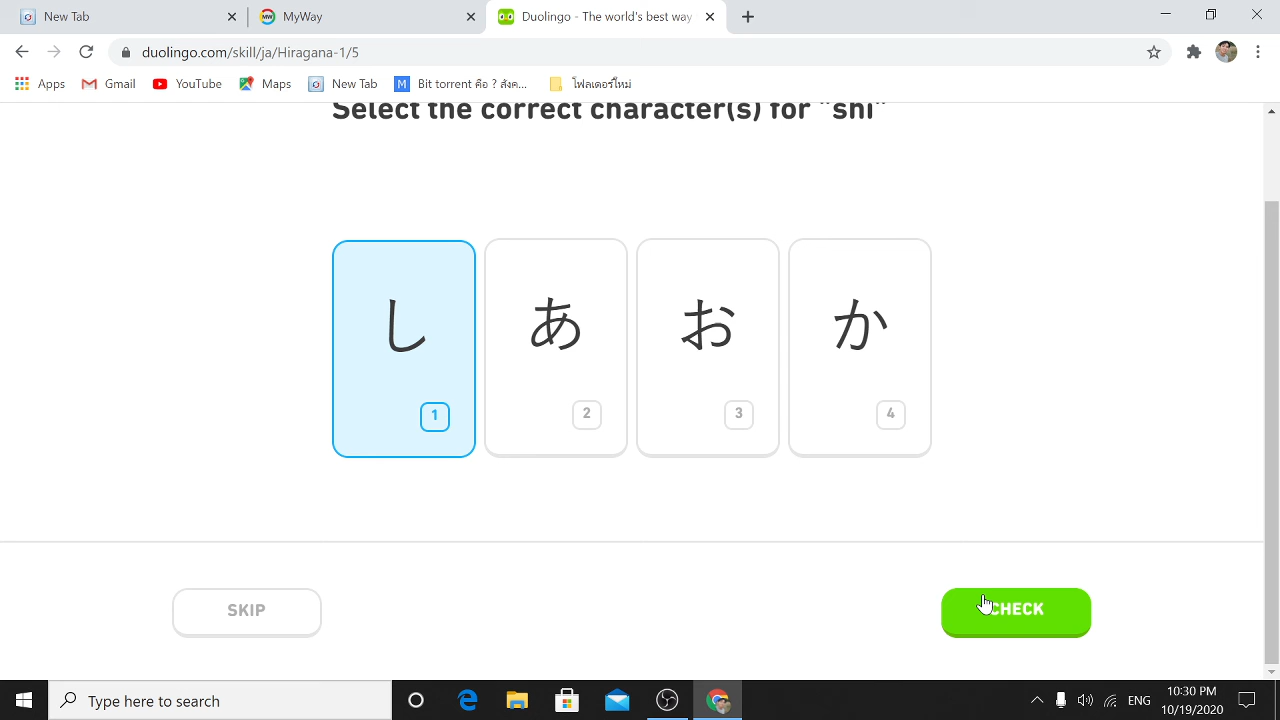 New Tab
MyWay
Duolingo - The world's best way
duolingo.com/skill/ja/Hiragana-1/5
Apps
Gmail
YouTube
Maps
New Tab
Bit torrent คือ ? สังค...
โฟลเดอร์ใหม่
Select the correct character(s) for "shi"
し
あ
お
か
1
2
3
4
SKIP
CHECK
Type here to search
ENG
10:30 PM
10/19/2020